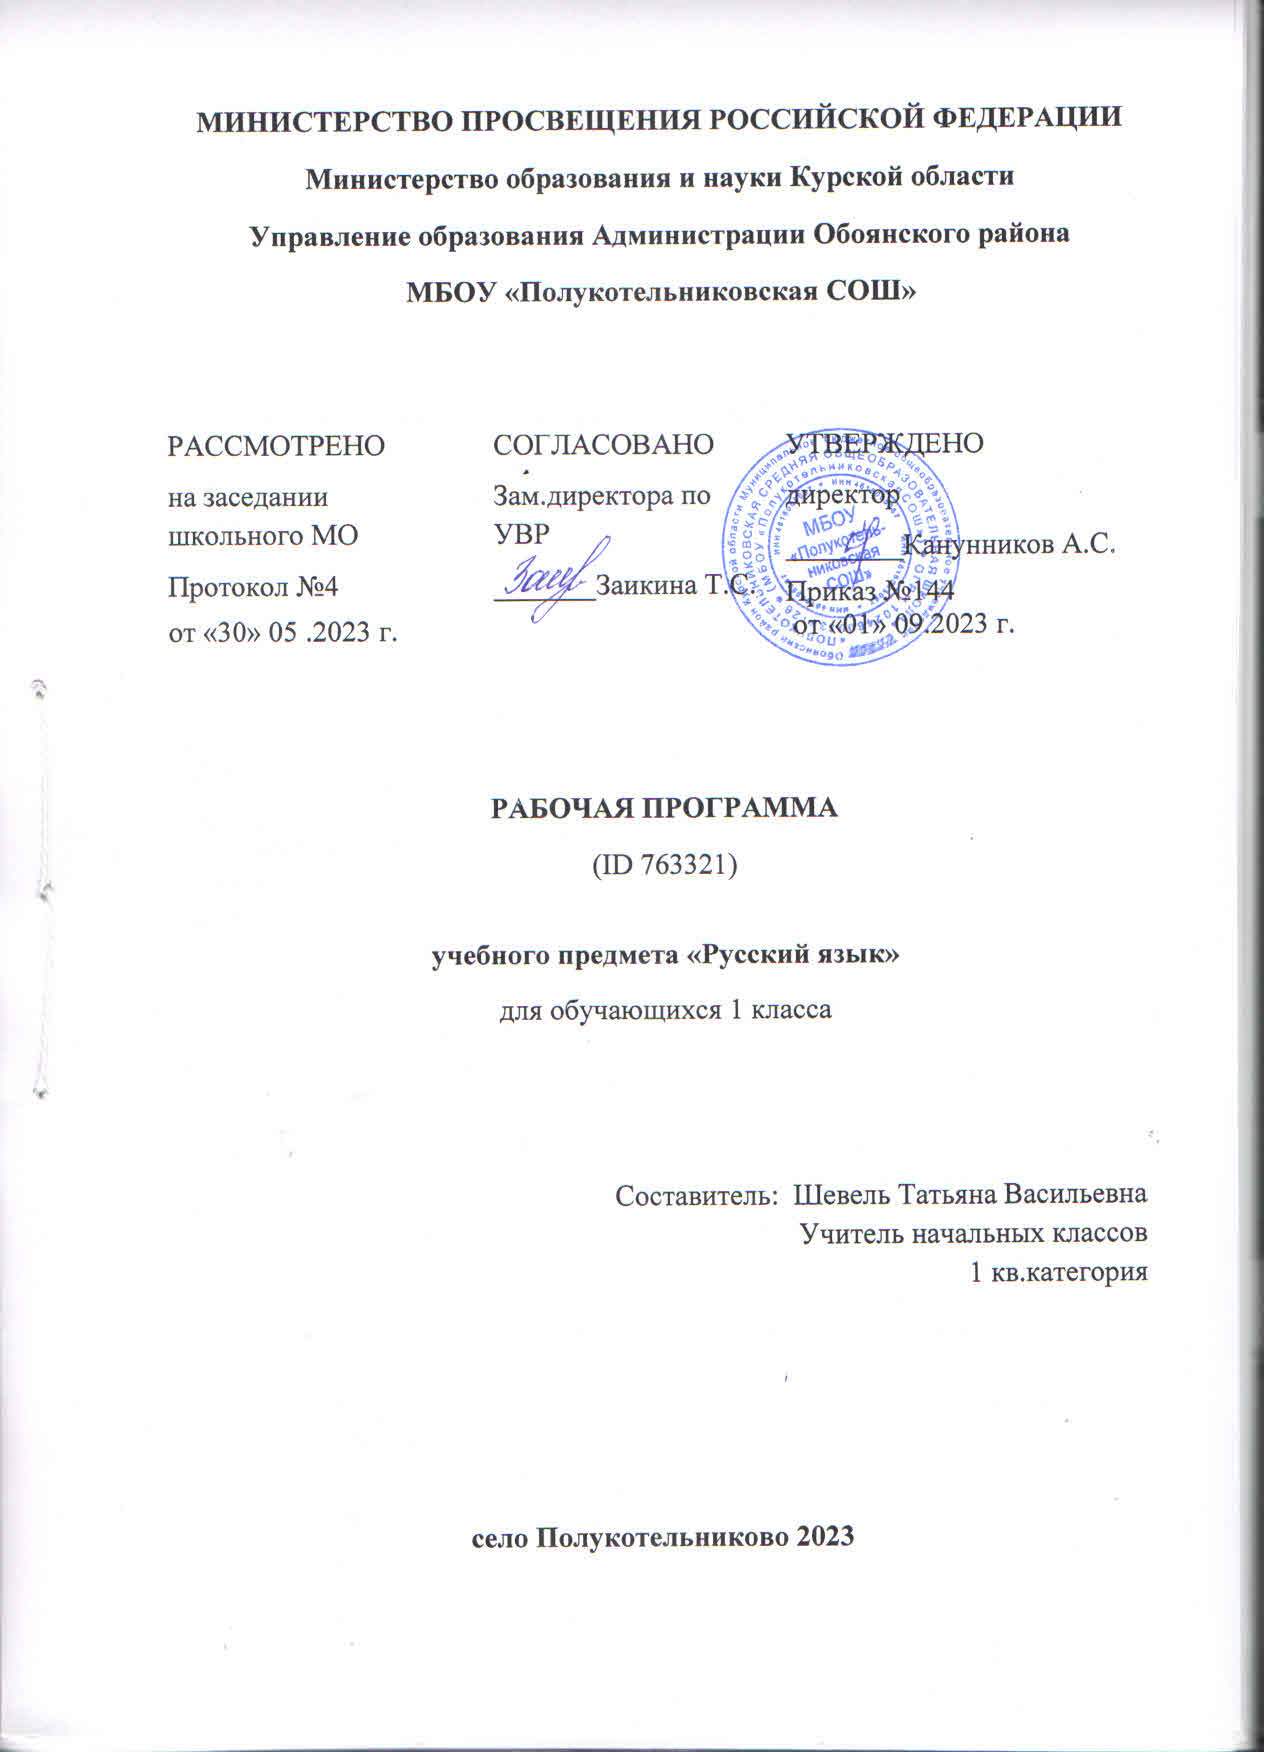 МИНИСТЕРСТВО ПРОСВЕЩЕНИЯ РОССИЙСКОЙ ФЕДЕРАЦИИ
Министерство образования и науки Курской области
Управление образования Администрации Обоянского района
МБОУ «Полукотельниковская СОШ»
РАССМОТРЕНО
на заседании
школьного МО
Протокол №4
от «30» 05 .2023 г.
СОГЛАСОВАНО
Зам.директора по
УВР
Заикина Т.С.
УТВЕРЖДЕНО
директор
Канунников А.С.
Приказ №144
от «01» 09.2023 г.
МБОУ
«Полукотель-
никовская
СОШ»
РАБОЧАЯ ПРОГРАММА
(ID 763321)
учебного предмета «Русский язык»
для обучающихся 1 класса
Составитель: Шевель Татьяна Васильевна
Учитель начальных классов
1 кв.категория
село Полукотельниково 2023